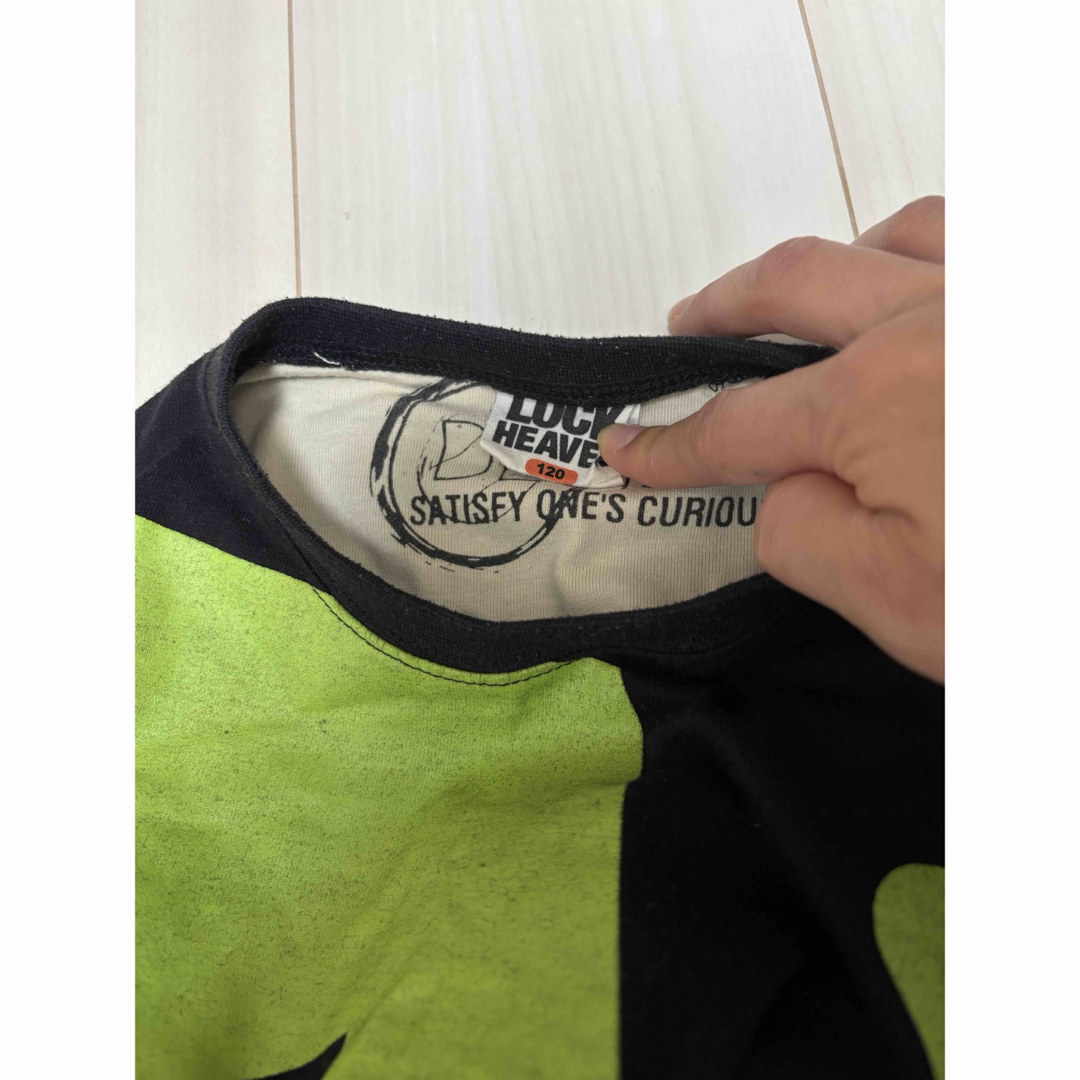 LUCK
HEAVE
120
SATISFY ONE'S CURIOU